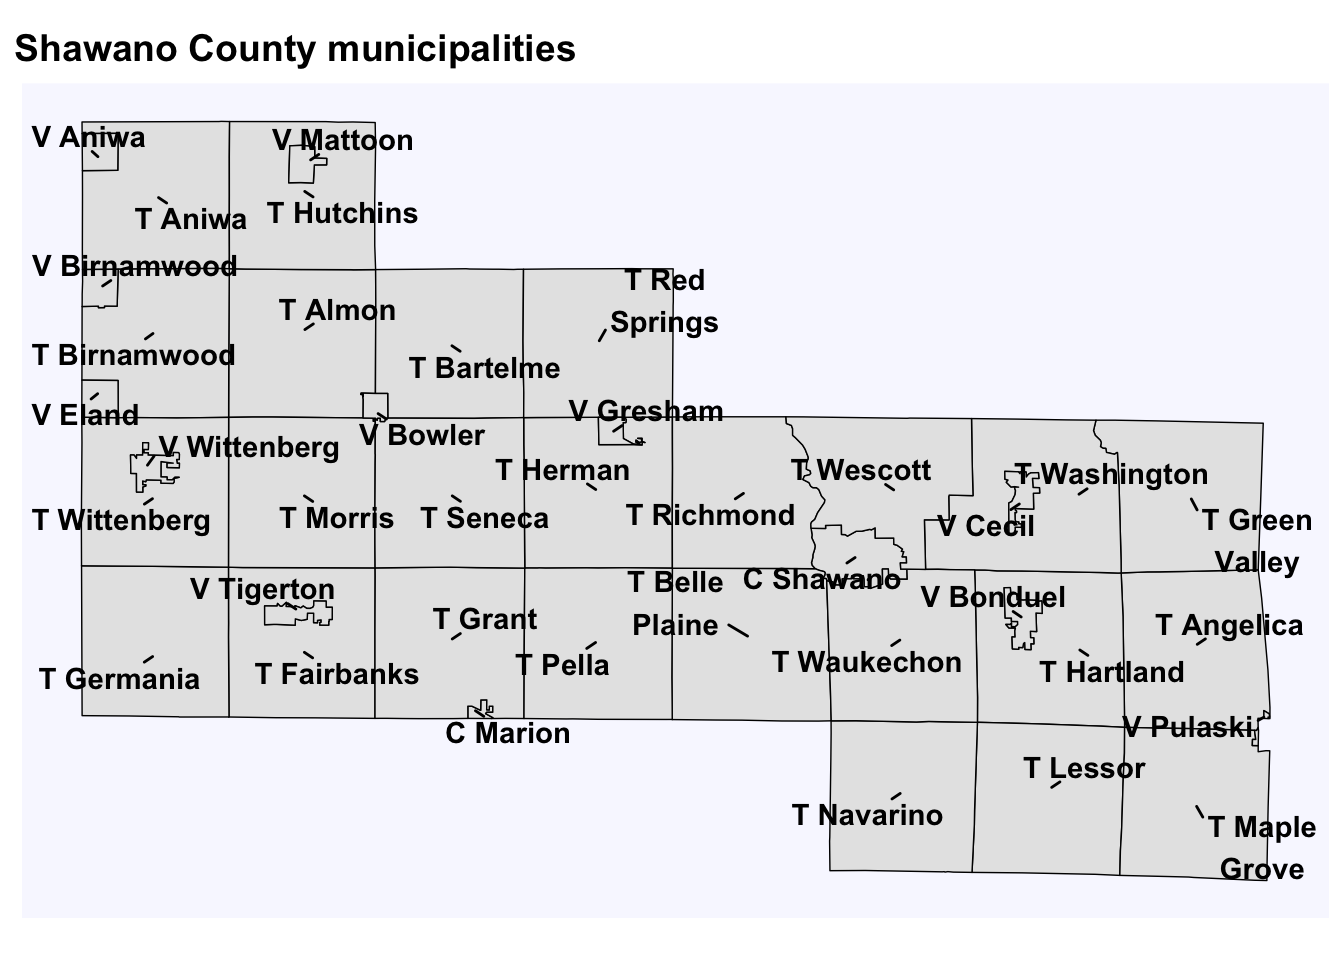 Shawano County municipalities
V Aniwa
V Mattoon
T Aniwa
T Hutchins
V Birnamwood
T Red
Springs
T Almon
T Birnamwood
T Bartelme
V Eland
V Gresham
V Bowler
V Wittenberg
T Herman
T Wescott
T Washington
T Wittenberg
T Morris
T Seneca
T Richmond
V Cecil
T Green
Valley
V Tigerton
T Belle
Plaine
C Shawano
V Bonduel
T Grant
T Angelica
T Germania
T Fairbanks
T Pella
T Waukechon
T Hartland
C Marion
V Pulaski
T Lessor
T Navarino
T Maple
Grove